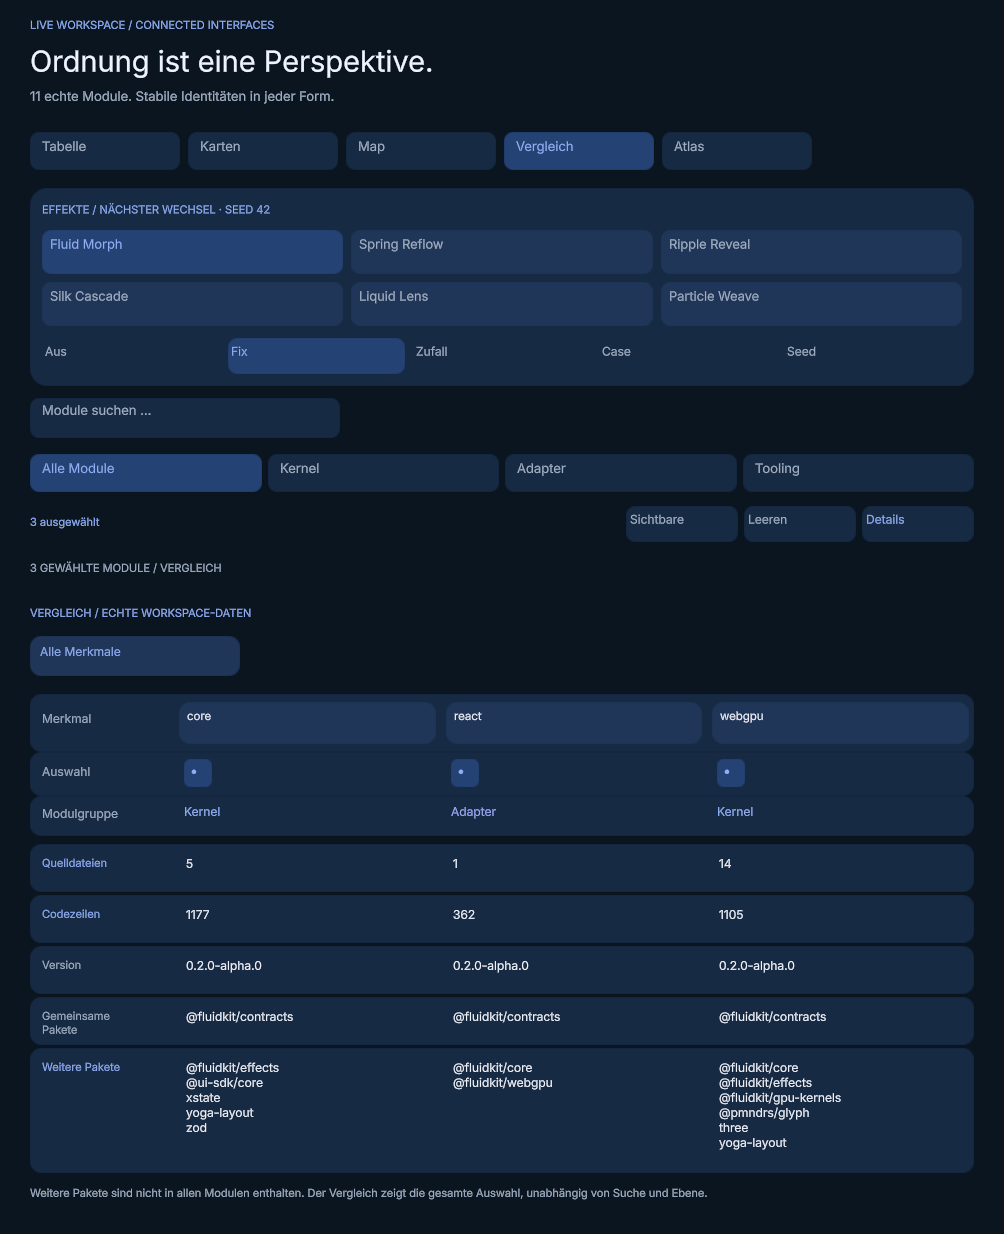 LIVE WORKSPACE / CONNECTED INTERFACES
Ordnung ist eine Perspektive.
11 echte Module. Stabile Identitäten in jeder Form.
Tabelle Karten Map Vergleich Atlas
EFFEKTE / NÄCHSTER WECHSEL · SEED 42
Fluid Morph Spring Reflow Ripple Reveal
Silk Cascade Liquid Lens Particle Weave
Aus Fix Zufall Case Seed
Module suchen ...
Alle Module Kernel Adapter Tooling
3 ausgewählt Sichtbare Leeren Details
3 GEWÄHLTE MODULE / VERGLEICH
VERGLEICH / ECHTE WORKSPACE-DATEN
Alle Merkmale
Merkmal core react webgpu
Auswahl
Modulgruppe Kernel Adapter Kernel
Quelldateien 5 1 14
Codezeilen 1177 362 1105
Version 0.2.0-alpha.0 0.2.0-alpha.0 0.2.0-alpha.0
Gemeinsame Pakete @fluidkit/contracts @fluidkit/contracts @fluidkit/contracts
Weitere Pakete @fluidkit/effects @fluidkit/core @fluidkit/core
@ui-sdk/core @fluidkit/webgpu @fluidkit/effects
xstate @fluidkit/gpu-kernels
yoga-layout @pmndrs/glyph
zod three
yoga-layout
Weitere Pakete sind nicht in allen Modulen enthalten. Der Vergleich zeigt die gesamte Auswahl, unabhängig von Suche und Ebene.